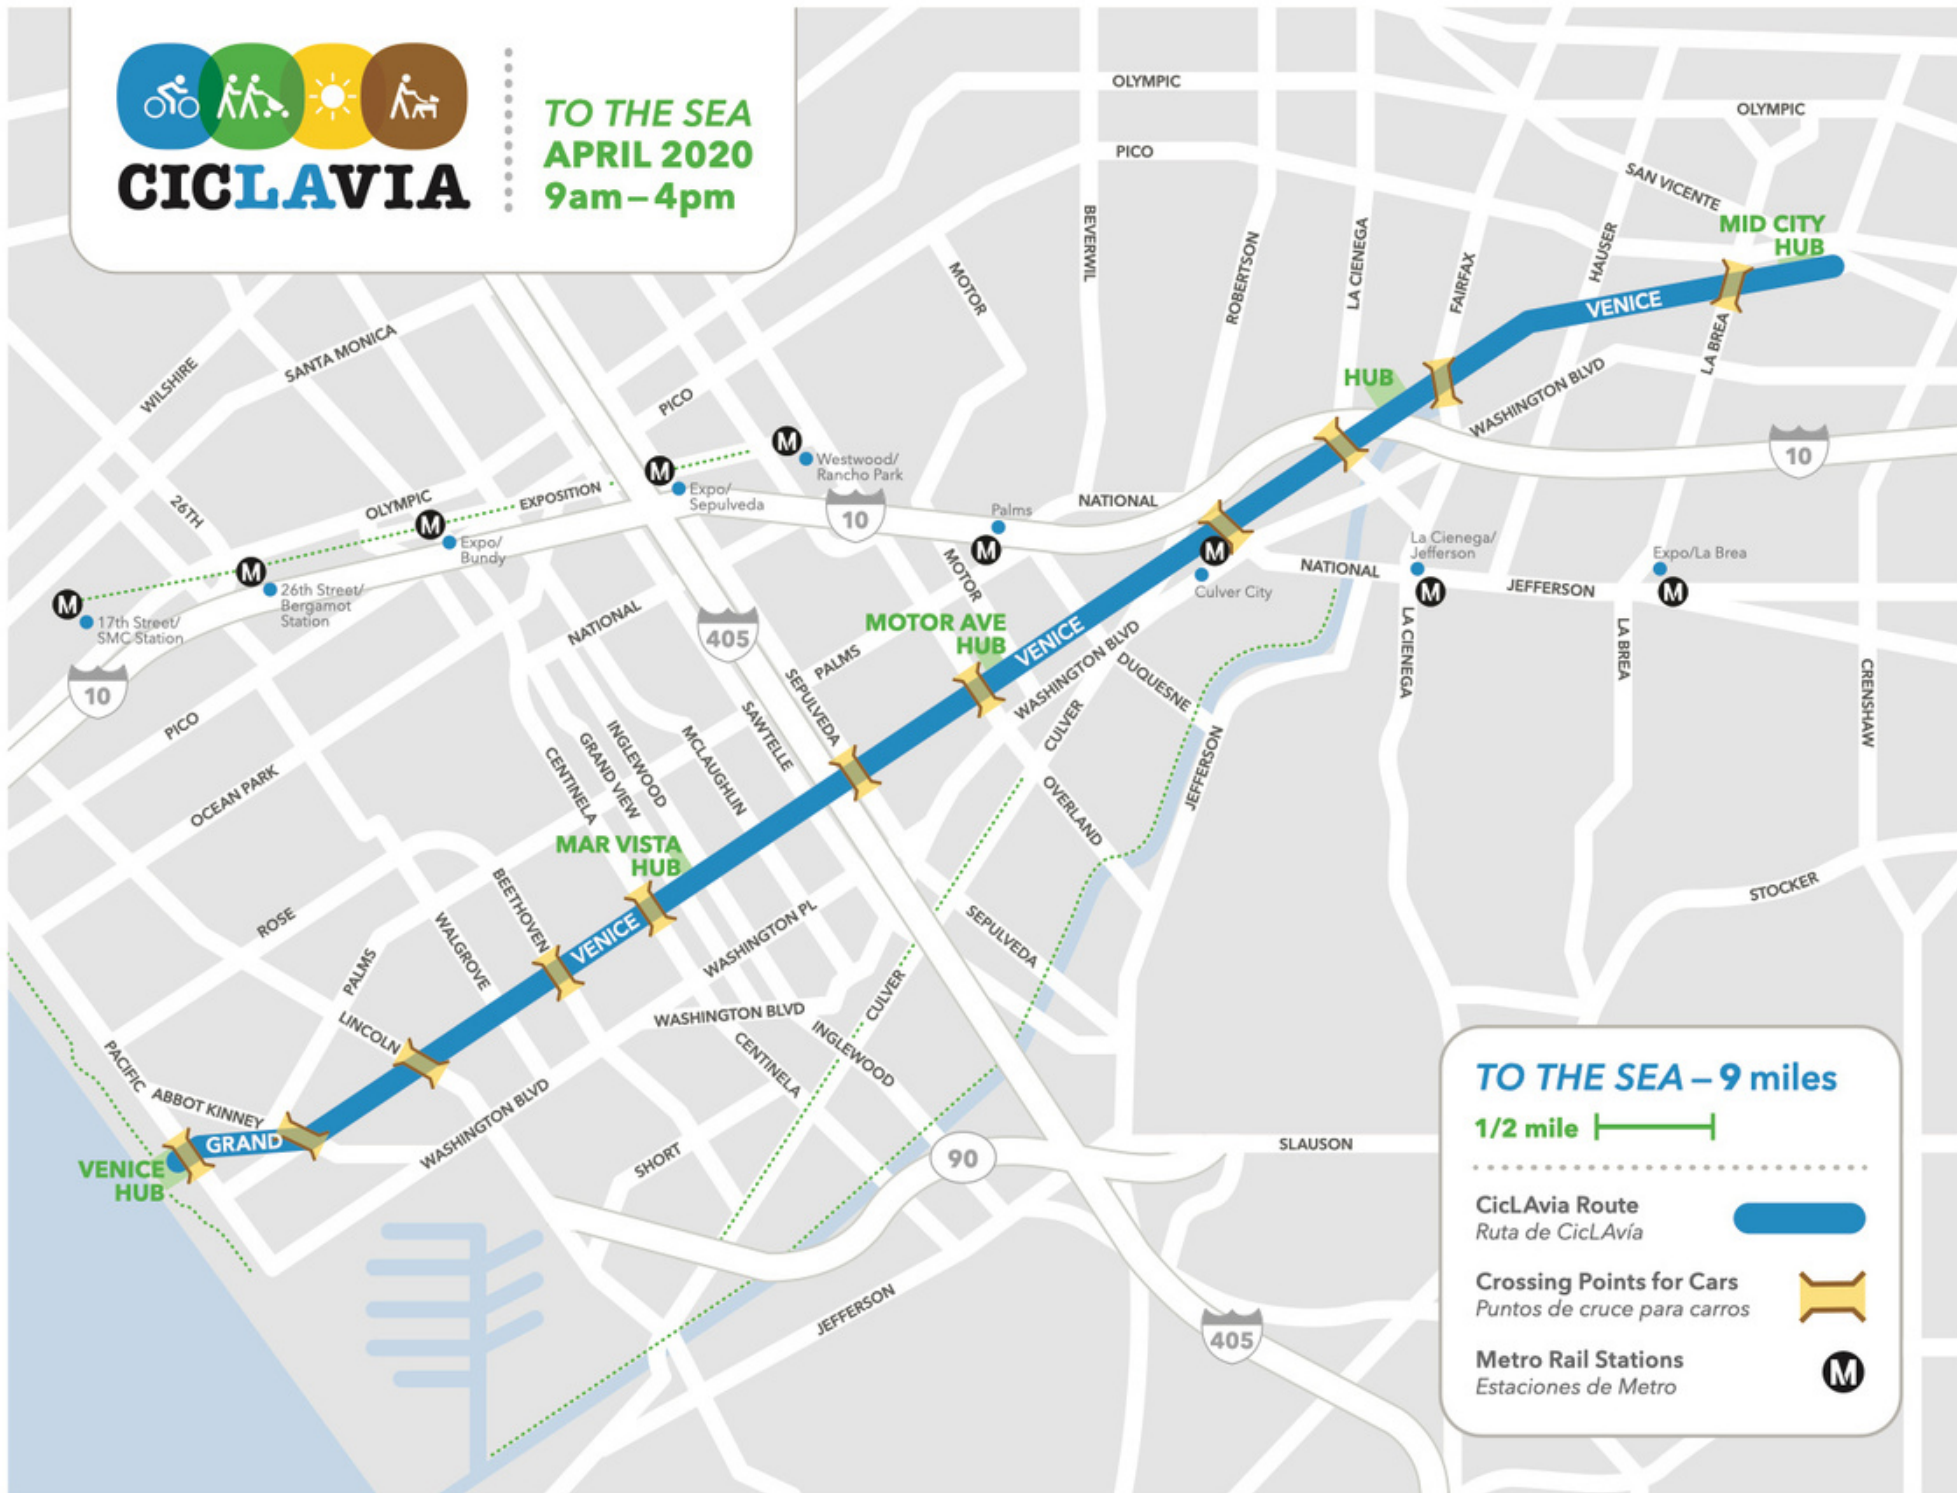 CICLAVIA
TO THE SEA
APRIL 2020
9am–4pm
OLYMPIC
OLYMPIC
PICO
SAN VICENTE
MID CITY
HUB
BEVERWIL
ROBERTSON
LA CIENEGA
FAIRFAX
HAUSER
MOTOR
VENICE
LA BREA
WILSHIRE
SANTA MONICA
PICO
HUB
WASHINGTON BLVD
10
M
Westwood/
Rancho Park
M
Expo/
Sepulveda
26TH
OLYMPIC
EXPOSITION
M
Expo/
Bundy
10
NATIONAL
Palms
M
M
Culver City
La Cienega/
Jefferson
M
Expo/La Brea
M
NATIONAL
JEFFERSON
M
26th Street/
Bergamot
Station
M
17th Street/
SMC Station
10
NATIONAL
405
MOTOR
MOTOR AVE
HUB
VENICE
WASHINGTON BLVD
DUQUESNE
LA CIENEGA
LA BREA
CRENSHAW
PALMS
SEPULVEDA
SAWTELLE
PICO
OCEAN PARK
INGLEWOOD
GRAND VIEW
CENTINELA
MCLAUGHLIN
CULVER
JEFFERSON
OVERLAND
MAR VISTA
HUB
BEETHOVEN
WALGROVE
VENICE
WASHINGTON PL
SEPULVEDA
STOCKER
ROSE
PALMS
LINCOLN
CULVER
WASHINGTON BLVD
INGLEWOOD
CENTINELA
PACIFIC
ABBOT KINNEY
GRAND
WASHINGTON BLVD
VENICE
HUB
SHORT
90
SLAUSON
JEFFERSON
405
TO THE SEA – 9 miles
1/2 mile
CicLAvia Route
Ruta de CicLAvía
Crossing Points for Cars
Puntos de cruce para carros
Metro Rail Stations
Estaciones de Metro
M